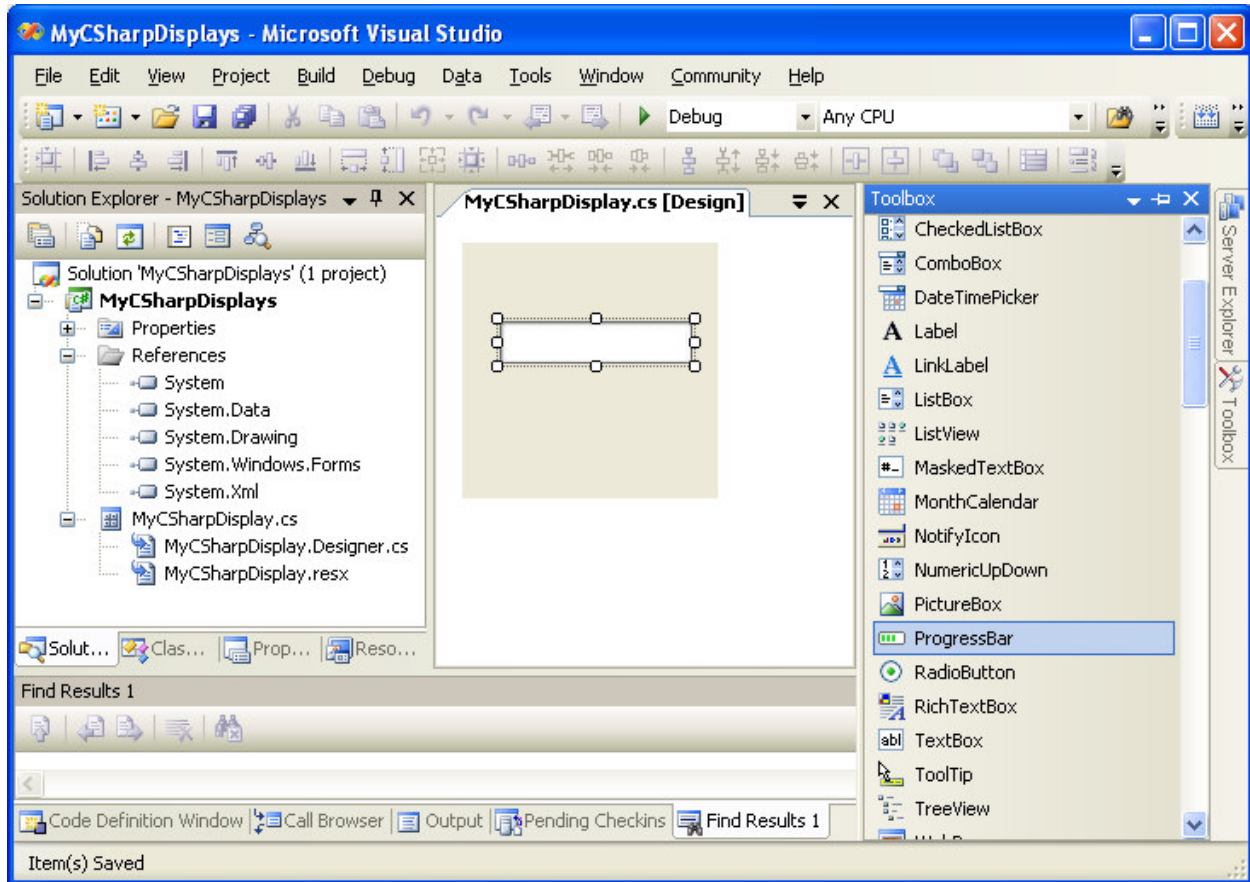 MyCSharpDisplays - Microsoft Visual Studio
File Edit View Project Build Debug Data Tools Window Community Help
Debug Any CPU
Solution Explorer - MyCSharpDisplays
Solution 'MyCSharpDisplays' (1 project)
MyCSharpDisplays
Properties
References
System
System.Data
System.Drawing
System.Windows.Forms
System.Xml
MyCSharpDisplay.cs
MyCSharpDisplay.Designer.cs
MyCSharpDisplay.resx
Solut... Clas... Prop... Reso...
MyCSharpDisplay.cs [Design]
Toolbox
CheckedListBox
ComboBox
DateTimePicker
A Label
A LinkLabel
ListBox
ListView
MaskedTextBox
MonthCalendar
NotifyIcon
NumericUpDown
PictureBox
ProgressBar
RadioButton
RichTextBox
abl TextBox
ToolTip
TreeView
Server Explorer
Toolbox
Find Results 1
Code Definition Window Call Browser Output Pending Checkins Find Results 1
Item(s) Saved